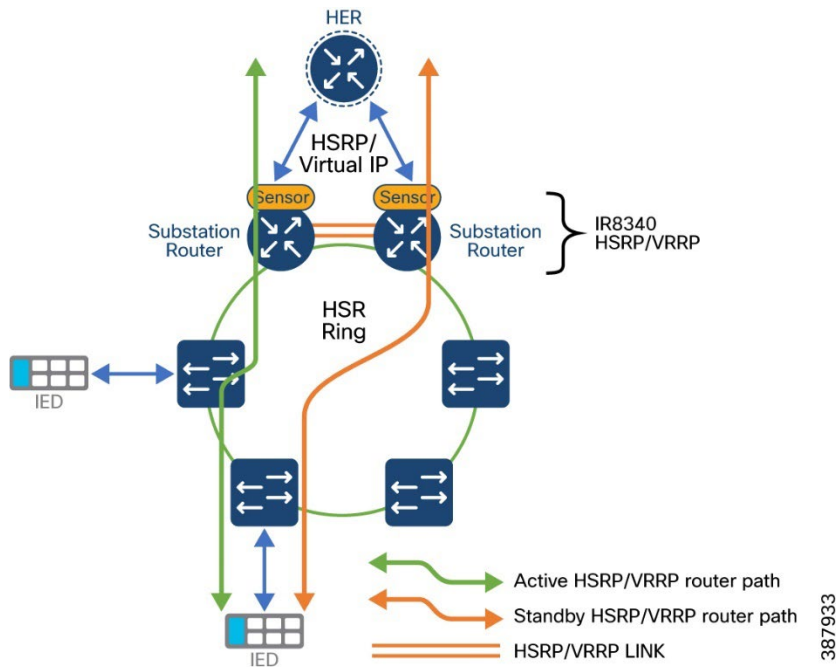 HER
HSRP/
Virtual IP
Sensor
Sensor
Substation
Router
Substation
Router
IR8340
HSRP/VRRP
HSR
Ring
IED
IED
Active HSRP/VRRP router path
Standby HSRP/VRRP router path
HSRP/VRRP LINK
387933